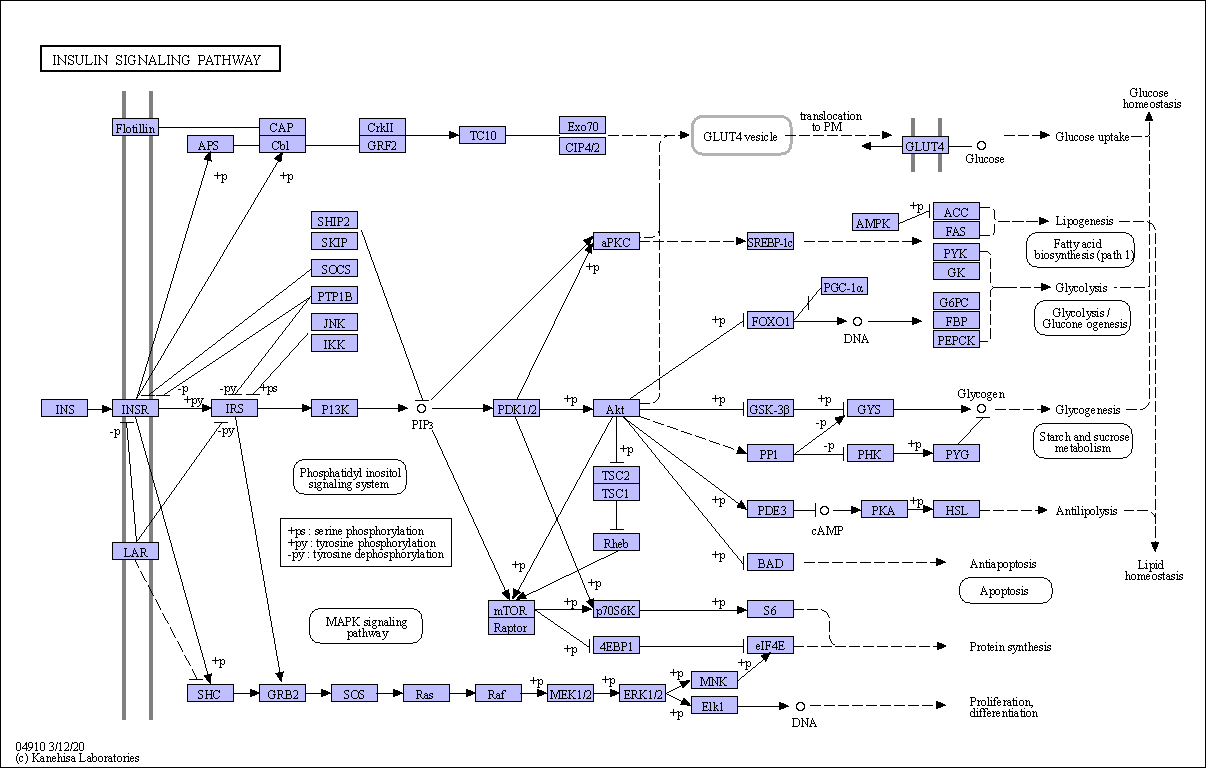 INSULIN SIGNALING PATHWAY
Glucose
homeostasis
Flotillin
CAP
CrkII
Exo70
TC10
translocation
to PM
GLUT4 vesicle
APS
Cbl
GRF2
CIP4/2
GLUT4
Glucose
Glucose uptake
+p
+p
SHIP2
SKIP
SOCS
PTP1B
JNK
IKK
aPKC
+p
SREBP-1c
AMPK
+p
ACC
FAS
PYK
GK
Lipogenesis
Fatty acid
biosynthesis (path 1)
PGC-1α
FOXO1
+p
DNA
G6PC
FBP
PEPCK
Glycolysis
Glycolysis /
Glucone ogenesis
-p
+py
-py
+ps
INS
INSR
IRS
P13K
PIP3
PDK1/2
+p
Akt
+p
GSK-3β
+p
GYS
Glycogen
Glycogenesis
-p
-py
+p
-p
-p
+p
PP1
PHK
PYG
Starch and sucrose
metabolism
Phosphatidyl inositol
signaling system
TSC2
TSC1
+p
PDE3
cAMP
PKA
+p
HSL
Antilipolysis
+ps : serine phosphorylation
+py : tyrosine phosphorylation
-py : tyrosine dephosphorylation
LAR
Rheb
+p
+p
BAD
Antiapoptosis
Apoptosis
Lipid
homeostasis
+p
mTOR
Raptor
+p
+p
p70S6K
+p
S6
4EBP1
eIF4E
Protein synthesis
MAPK signaling
pathway
+p
SHC
GRB2
SOS
Ras
Raf
+p
MEK1/2
+p
ERK1/2
+p
+p
MNK
+p
Elk1
DNA
Proliferation,
differentiation
04910 3/12/20
(c) Kanehisa Laboratories